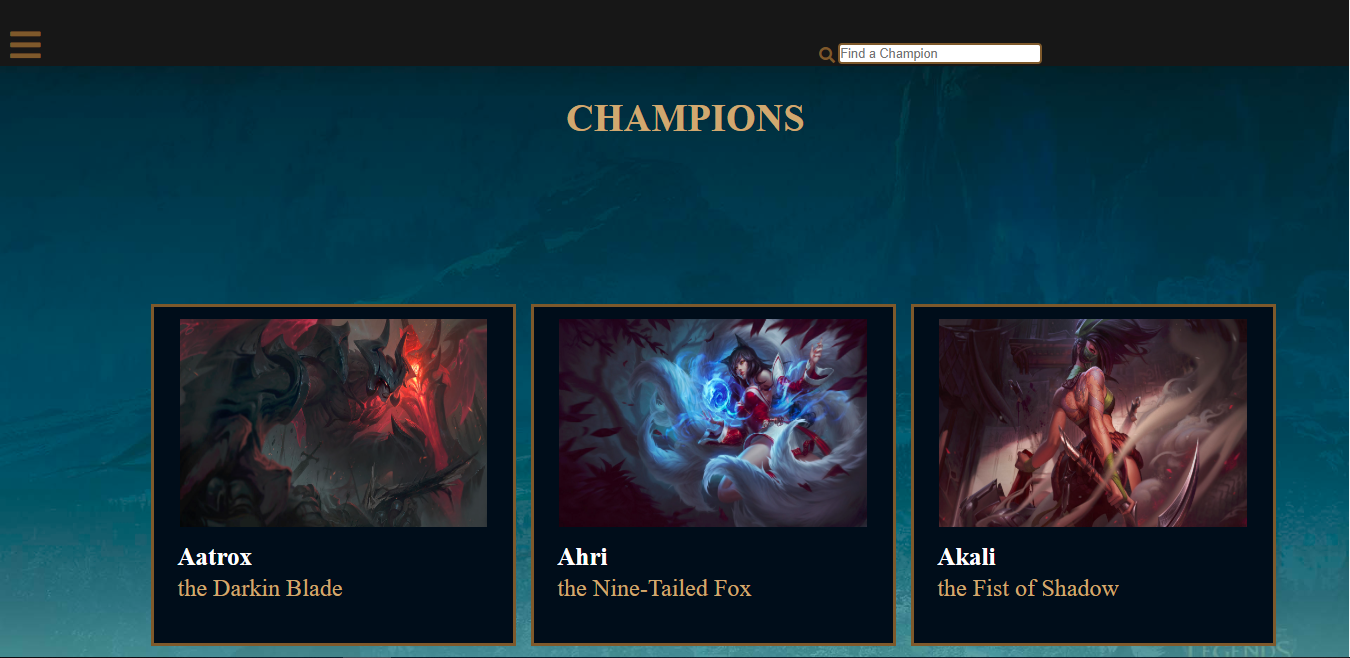 Find a Champion
CHAMPIONS
Aatrox
the Darkin Blade
Ahri
the Nine-Tailed Fox
Akali
the Fist of Shadow
LEGENDS